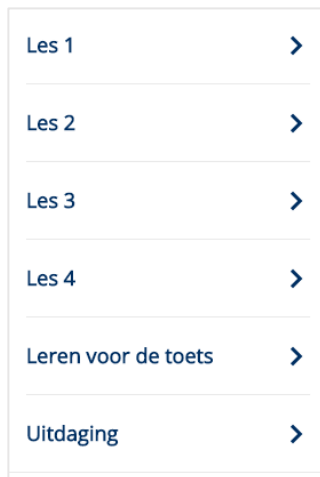 Les 1
Les 2
Les 3
Les 4
Leren voor de toets
Uitdaging